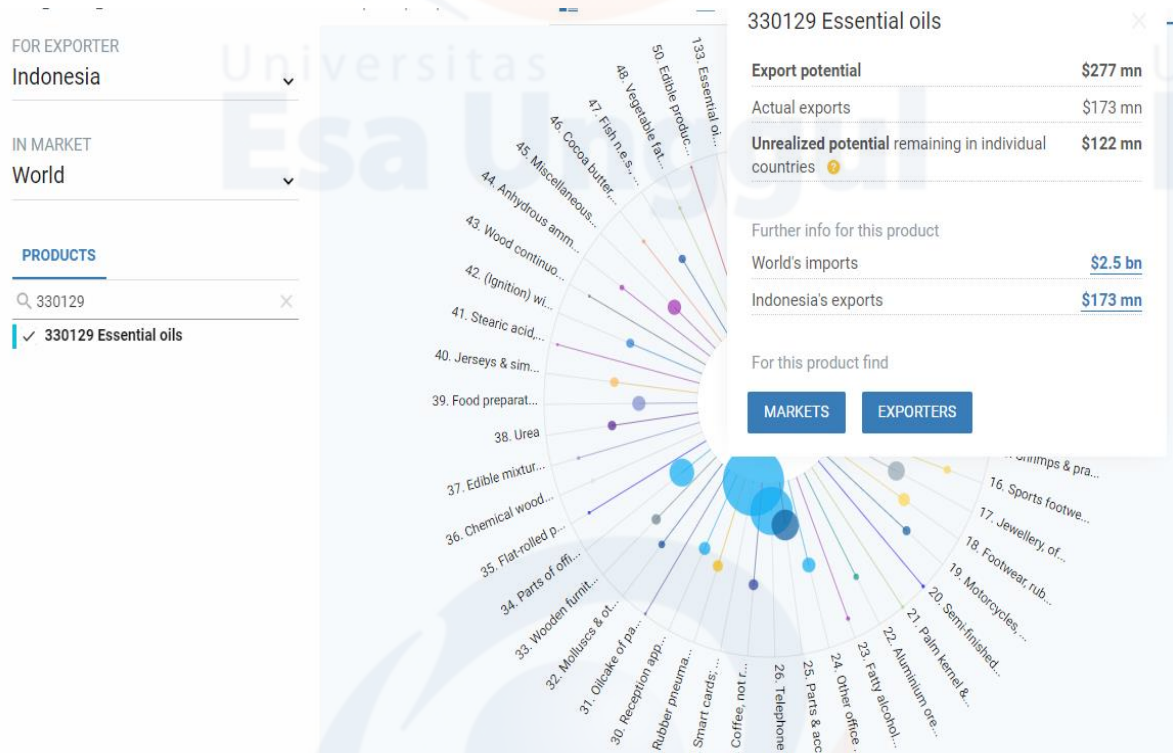 FOR EXPORTER
Indonesia
IN MARKET
World
PRODUCTS
330129
330129 Essential oils
Universitas
Esa Unggul
330129 Essential oils
Export potential $277 mn
Actual exports $173 mn
Unrealized potential remaining in individual $122 mn
countries ?
Further info for this product
World's imports $2.5 bn
Indonesia's exports $173 mn
For this product find
MARKETS EXPORTERS
133. Essential oi...
50. Edible produc...
48. Vegetable fat...
47. Fish n.e.s., ...
46. Cocoa butter,...
45. Miscellaneous...
44. Anhydrous amm...
43. Wood continuo...
42. (Ignition) wi...
41. Stearic acid,...
40. Jerseys & sim...
39. Food preparat...
38. Urea
37. Edible mixtur...
36. Chemical wood...
35. Flat-rolled p...
34. Parts of offi...
33. Wooden furnit...
32. Molluscs & ot...
31. Oilcake of pa...
30. Reception app...
Rubber pneuma...
Smart cards; ...
Coffee, not r...
26. Telephone
25. Parts & acc
24. Other office
23. Fatty alcohol...
22. Aluminium ore...
21. Palm kernel &...
20. Semi-finished...
19. Motorcycles, ...
18. Footwear, rub...
17. Jewellery, of...
16. Sports footwe...
Shrimps & pra...